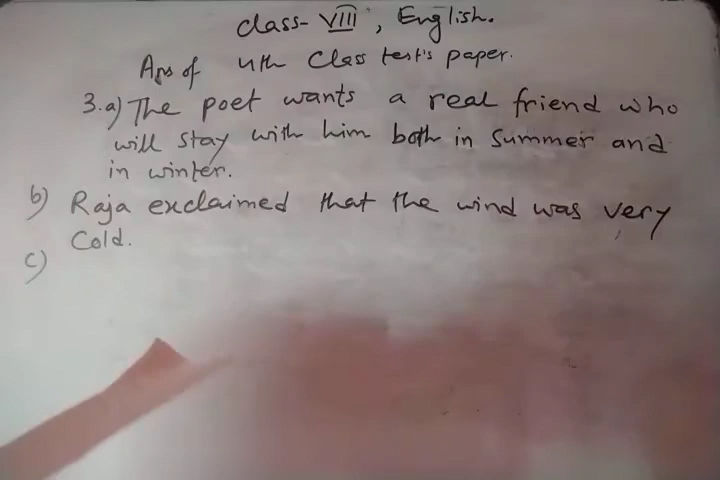 class- VIII, English.
Ans of 4th Class test's paper.
3.a) The poet wants a real friend who
will stay with him both in summer and
in winter.
b) Raja exclaimed that the wind was very
Cold.
c)